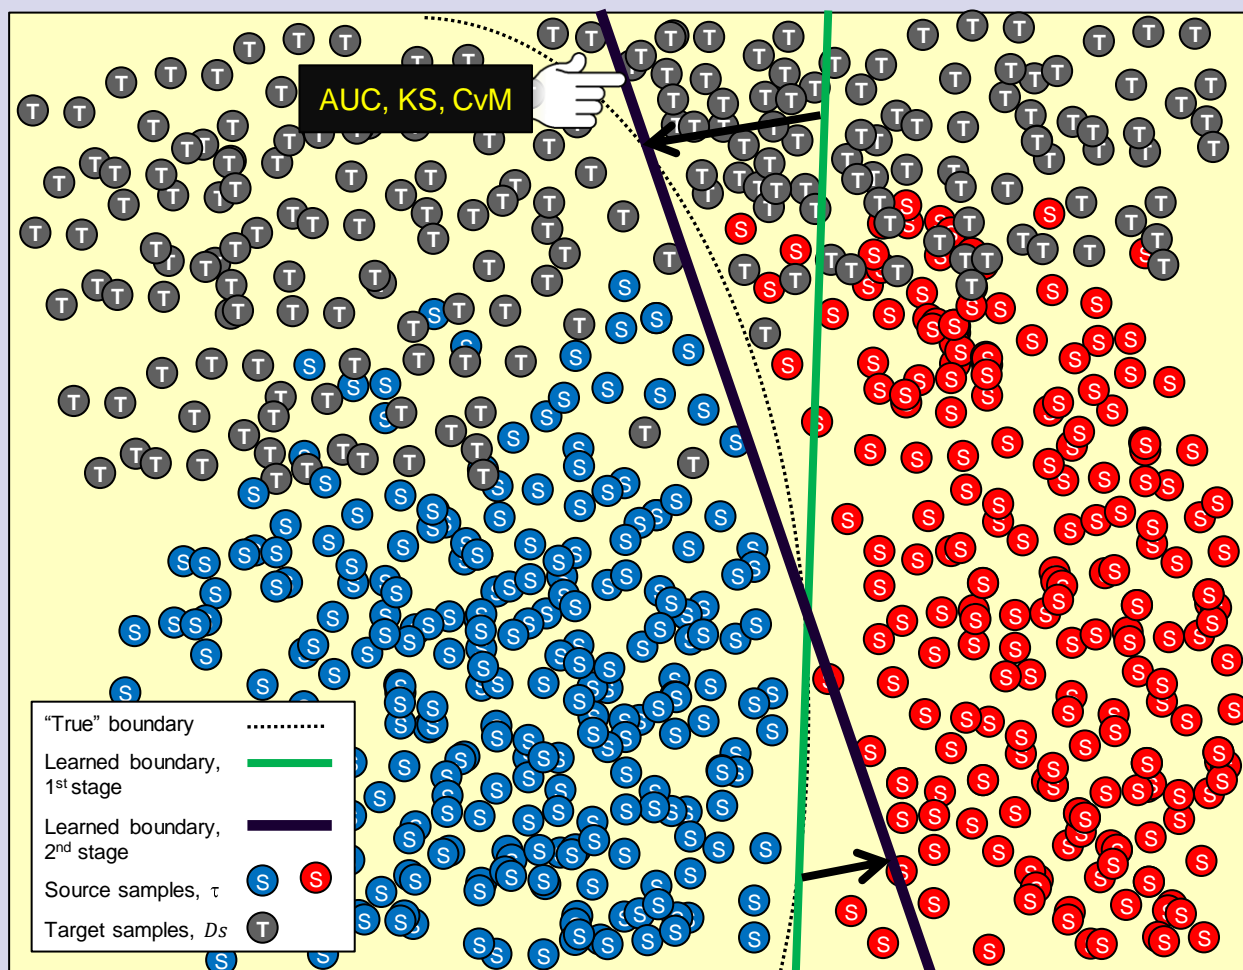 AUC, KS, CvM
“True” boundary
Learned boundary,
1st stage
Learned boundary,
2nd stage
Source samples, τ S S
Target samples, Ds T